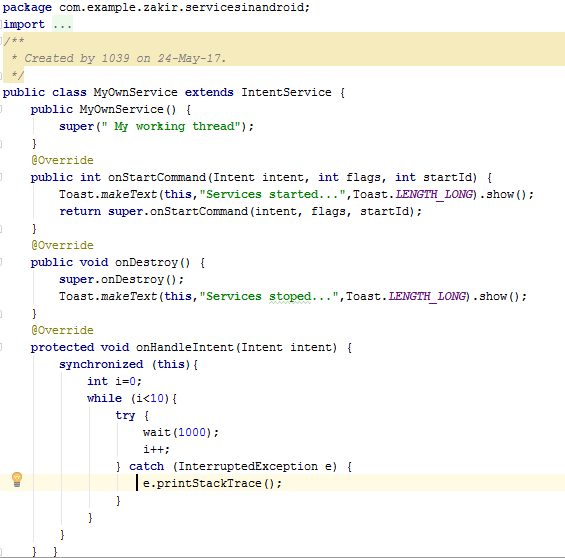 package com.example.zakir.servicesinandroid;
import ...
/**
 * Created by 1039 on 24-May-17.
 */
public class MyOwnService extends IntentService {
    public MyOwnService() {
        super(" My working thread");
    }
    @Override
    public int onStartCommand(Intent intent, int flags, int startId) {
        Toast.makeText(this,"Services started...",Toast.LENGTH_LONG).show();
        return super.onStartCommand(intent, flags, startId);
    }
    @Override
    public void onDestroy() {
        super.onDestroy();
        Toast.makeText(this,"Services stoped...",Toast.LENGTH_LONG).show();
    }
    @Override
    protected void onHandleIntent(Intent intent) {
        synchronized (this){
            int i=0;
            while (i<10){
                try {
                    wait(1000);
                    i++;
                } catch (InterruptedException e) {
                    e.printStackTrace();
                }
            }
        }
    }  }